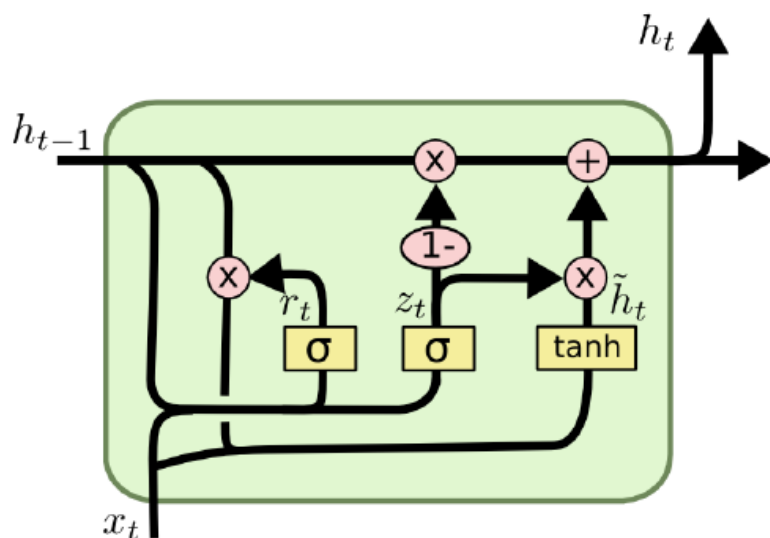 h_t
h_{t-1}
x
+
1-
x
x
r_t
z_t
h̃_t
σ
σ
tanh
x_t